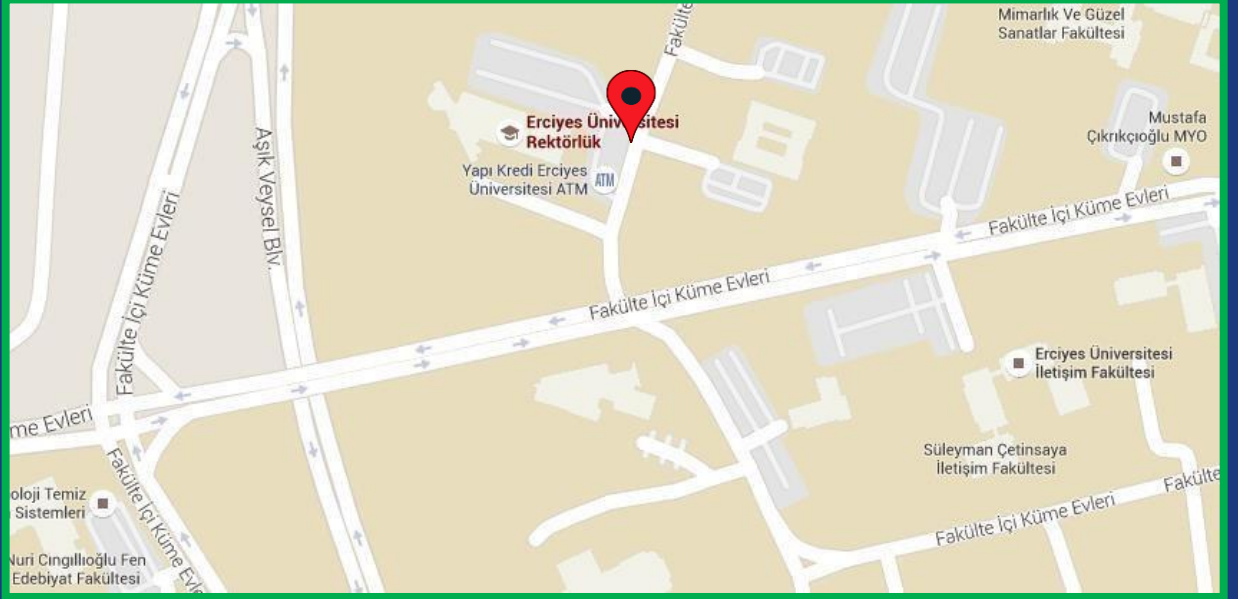 Fakülte
Mimarlık Ve Güzel
Sanatlar Fakültesi
Erciyes Üniversitesi
Rektörlük
Yapı Kredi Erciyes
Üniversitesi ATM
ATM
Mustafa
Çıkrıkçıoğlu MYO
Aşık Veysel Blv.
Fakülte İçi Küme Evleri
Fakülte İçi Küme Evleri
Fakülte İçi Küme Evleri
Erciyes Üniversitesi
İletişim Fakültesi
me Evleri
Süleyman Çetinsaya
İletişim Fakültesi
Fakülte İçi Küme Evle
oloji Temiz
Sistemleri
Fakülte
Fakülte İçi Küme Evleri
Nuri Cıngıllıoğlu Fen
Edebiyat Fakültesi